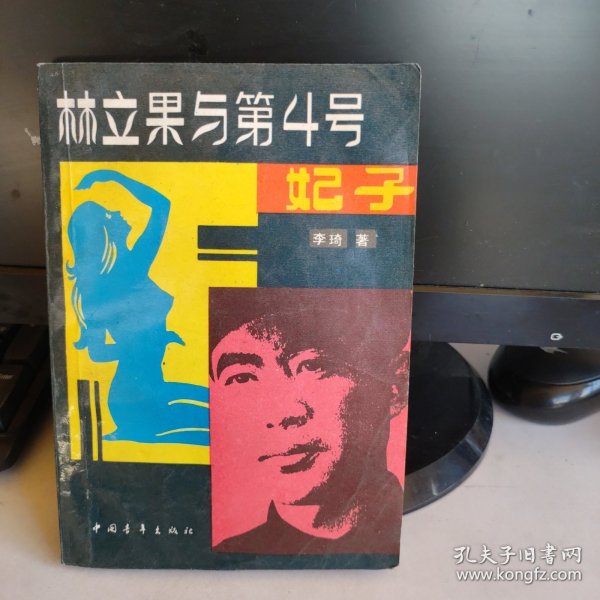 林立果与第4号
妃子
李琦 著
中国青年出版社
孔夫子旧书网
www.kongfz.com